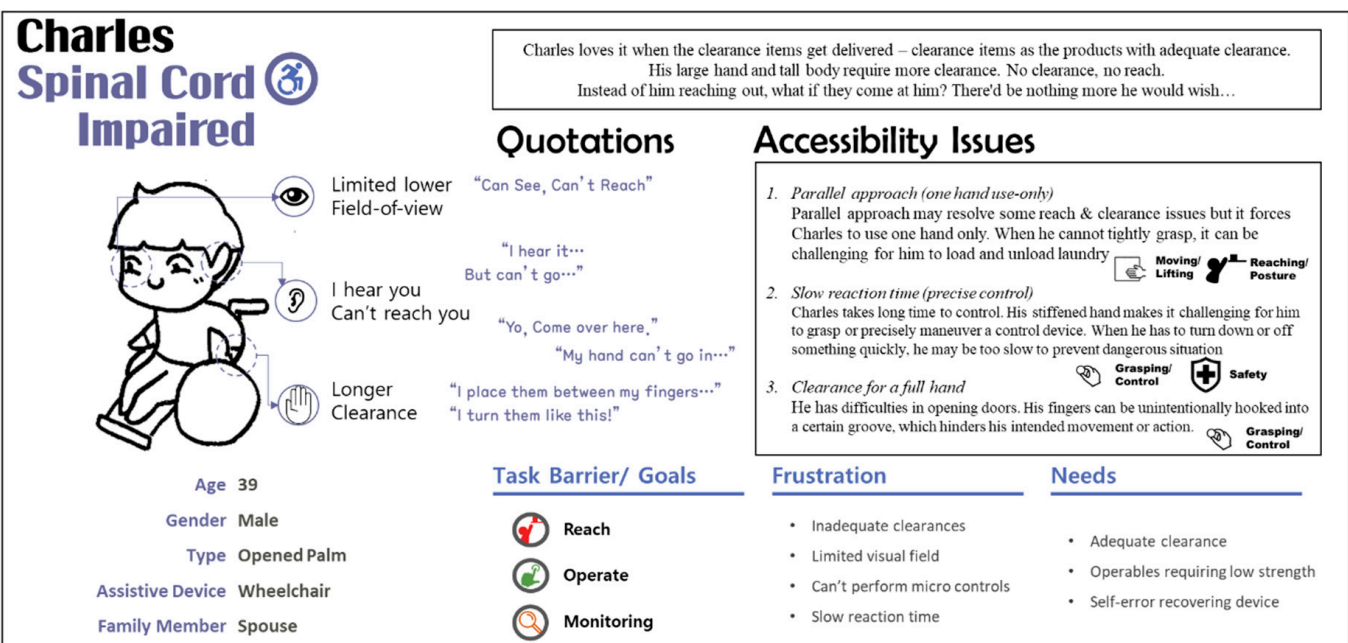 Charles
Spinal Cord
Impaired
Charles loves it when the clearance items get delivered – clearance items as the products with adequate clearance.
His large hand and tall body require more clearance. No clearance, no reach.
Instead of him reaching out, what if they come at him? There'd be nothing more he would wish…
Limited lower
Field-of-view
I hear you
Can't reach you
Longer
Clearance
Quotations
"Can See, Can't Reach"
"I hear it…
But can't go…"
"Yo, Come over here,"
"My hand can't go in…"
"I place them between my fingers…"
"I turn them like this!"
Accessibility Issues
1. Parallel approach (one hand use-only)
Parallel approach may resolve some reach & clearance issues but it forces
Charles to use one hand only. When he cannot tightly grasp, it can be
challenging for him to load and unload laundry
Moving/
Lifting
Reaching/
Posture
2. Slow reaction time (precise control)
Charles takes long time to control. His stiffened hand makes it challenging for him
to grasp or precisely maneuver a control device. When he has to turn down or off
something quickly, he may be too slow to prevent dangerous situation
Grasping/
Control
Safety
3. Clearance for a full hand
He has difficulties in opening doors. His fingers can be unintentionally hooked into
a certain groove, which hinders his intended movement or action.
Grasping/
Control
Age 39
Gender Male
Type Opened Palm
Assistive Device Wheelchair
Family Member Spouse
Task Barrier/ Goals
Reach
Operate
Monitoring
Frustration
• Inadequate clearances
• Limited visual field
• Can't perform micro controls
• Slow reaction time
Needs
• Adequate clearance
• Operables requiring low strength
• Self-error recovering device